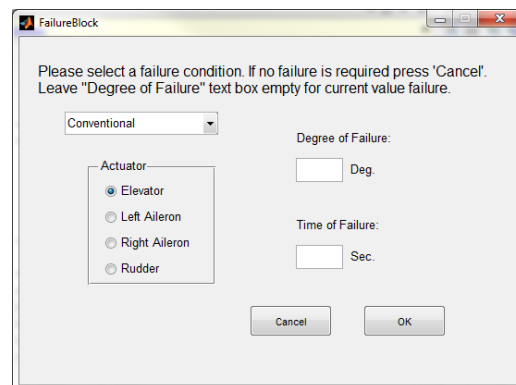 FailureBlock
Please select a failure condition. If no failure is required press 'Cancel'.
Leave "Degree of Failure" text box empty for current value failure.
Conventional
Degree of Failure:
Deg.
Actuator
Elevator
Left Aileron
Right Aileron
Rudder
Time of Failure:
Sec.
Cancel
OK